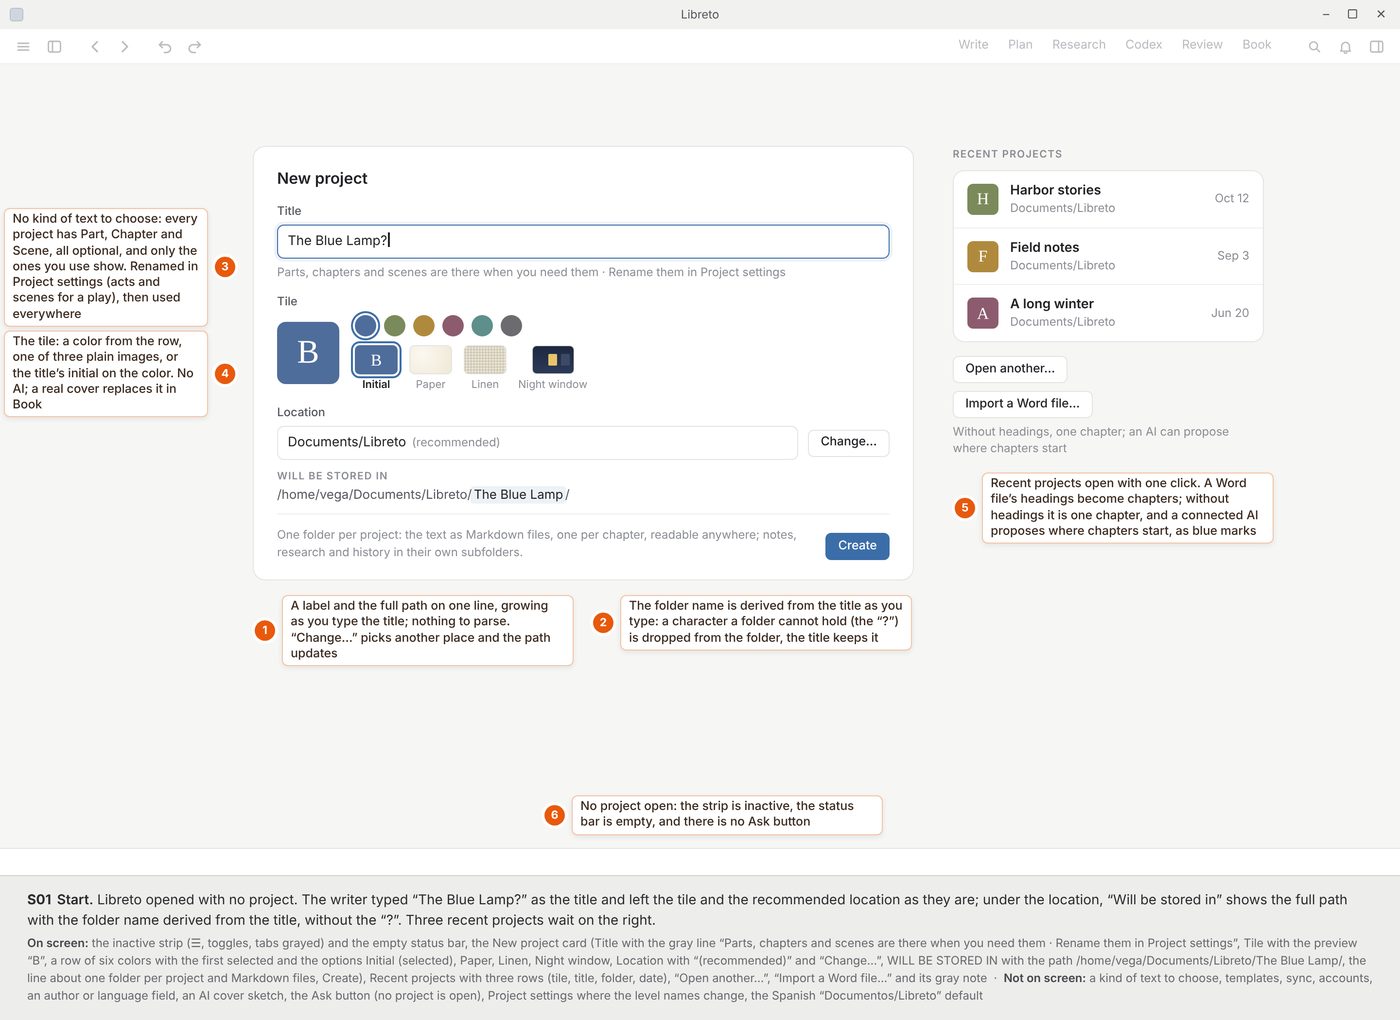 Libreto
Write Plan Research Codex Review Book
New project
Title
The Blue Lamp?
Parts, chapters and scenes are there when you need them · Rename them in Project settings
Tile
B
B
Initial
Paper
Linen
Night window
Location
Documents/Libreto (recommended)
Change…
WILL BE STORED IN
/home/vega/Documents/Libreto/The Blue Lamp/
One folder per project: the text as Markdown files, one per chapter, readable anywhere; notes,
research and history in their own subfolders.
Create
RECENT PROJECTS
H
Harbor stories
Documents/Libreto
Oct 12
F
Field notes
Documents/Libreto
Sep 3
A
A long winter
Documents/Libreto
Jun 20
Open another…
Import a Word file…
Without headings, one chapter; an AI can propose
where chapters start
No kind of text to choose: every
project has Part, Chapter and
Scene, all optional, and only the
ones you use show. Renamed in
Project settings (acts and
scenes for a play), then used
everywhere
3
The tile: a color from the row,
one of three plain images, or
the title’s initial on the color. No
AI; a real cover replaces it in
Book
4
5
Recent projects open with one click. A Word
file’s headings become chapters; without
headings it is one chapter, and a connected AI
proposes where chapters start, as blue marks
1
A label and the full path on one line, growing
as you type the title; nothing to parse.
“Change…” picks another place and the path
updates
2
The folder name is derived from the title as you
type: a character a folder cannot hold (the “?”)
is dropped from the folder, the title keeps it
6
No project open: the strip is inactive, the status
bar is empty, and there is no Ask button
S01 Start. Libreto opened with no project. The writer typed “The Blue Lamp?” as the title and left the tile and the recommended location as they are; under the location, “Will be stored in” shows the full path
with the folder name derived from the title, without the “?”. Three recent projects wait on the right.
On screen: the inactive strip (☰, toggles, tabs grayed) and the empty status bar, the New project card (Title with the gray line “Parts, chapters and scenes are there when you need them · Rename them in Project settings”, Tile with the preview
“B”, a row of six colors with the first selected and the options Initial (selected), Paper, Linen, Night window, Location with “(recommended)” and “Change…”, WILL BE STORED IN with the path /home/vega/Documents/Libreto/The Blue Lamp/, the
line about one folder per project and Markdown files, Create), Recent projects with three rows (tile, title, folder, date), “Open another…”, “Import a Word file…” and its gray note · Not on screen: a kind of text to choose, templates, sync, accounts,
an author or language field, an AI cover sketch, the Ask button (no project is open), Project settings where the level names change, the Spanish “Documentos/Libreto” default